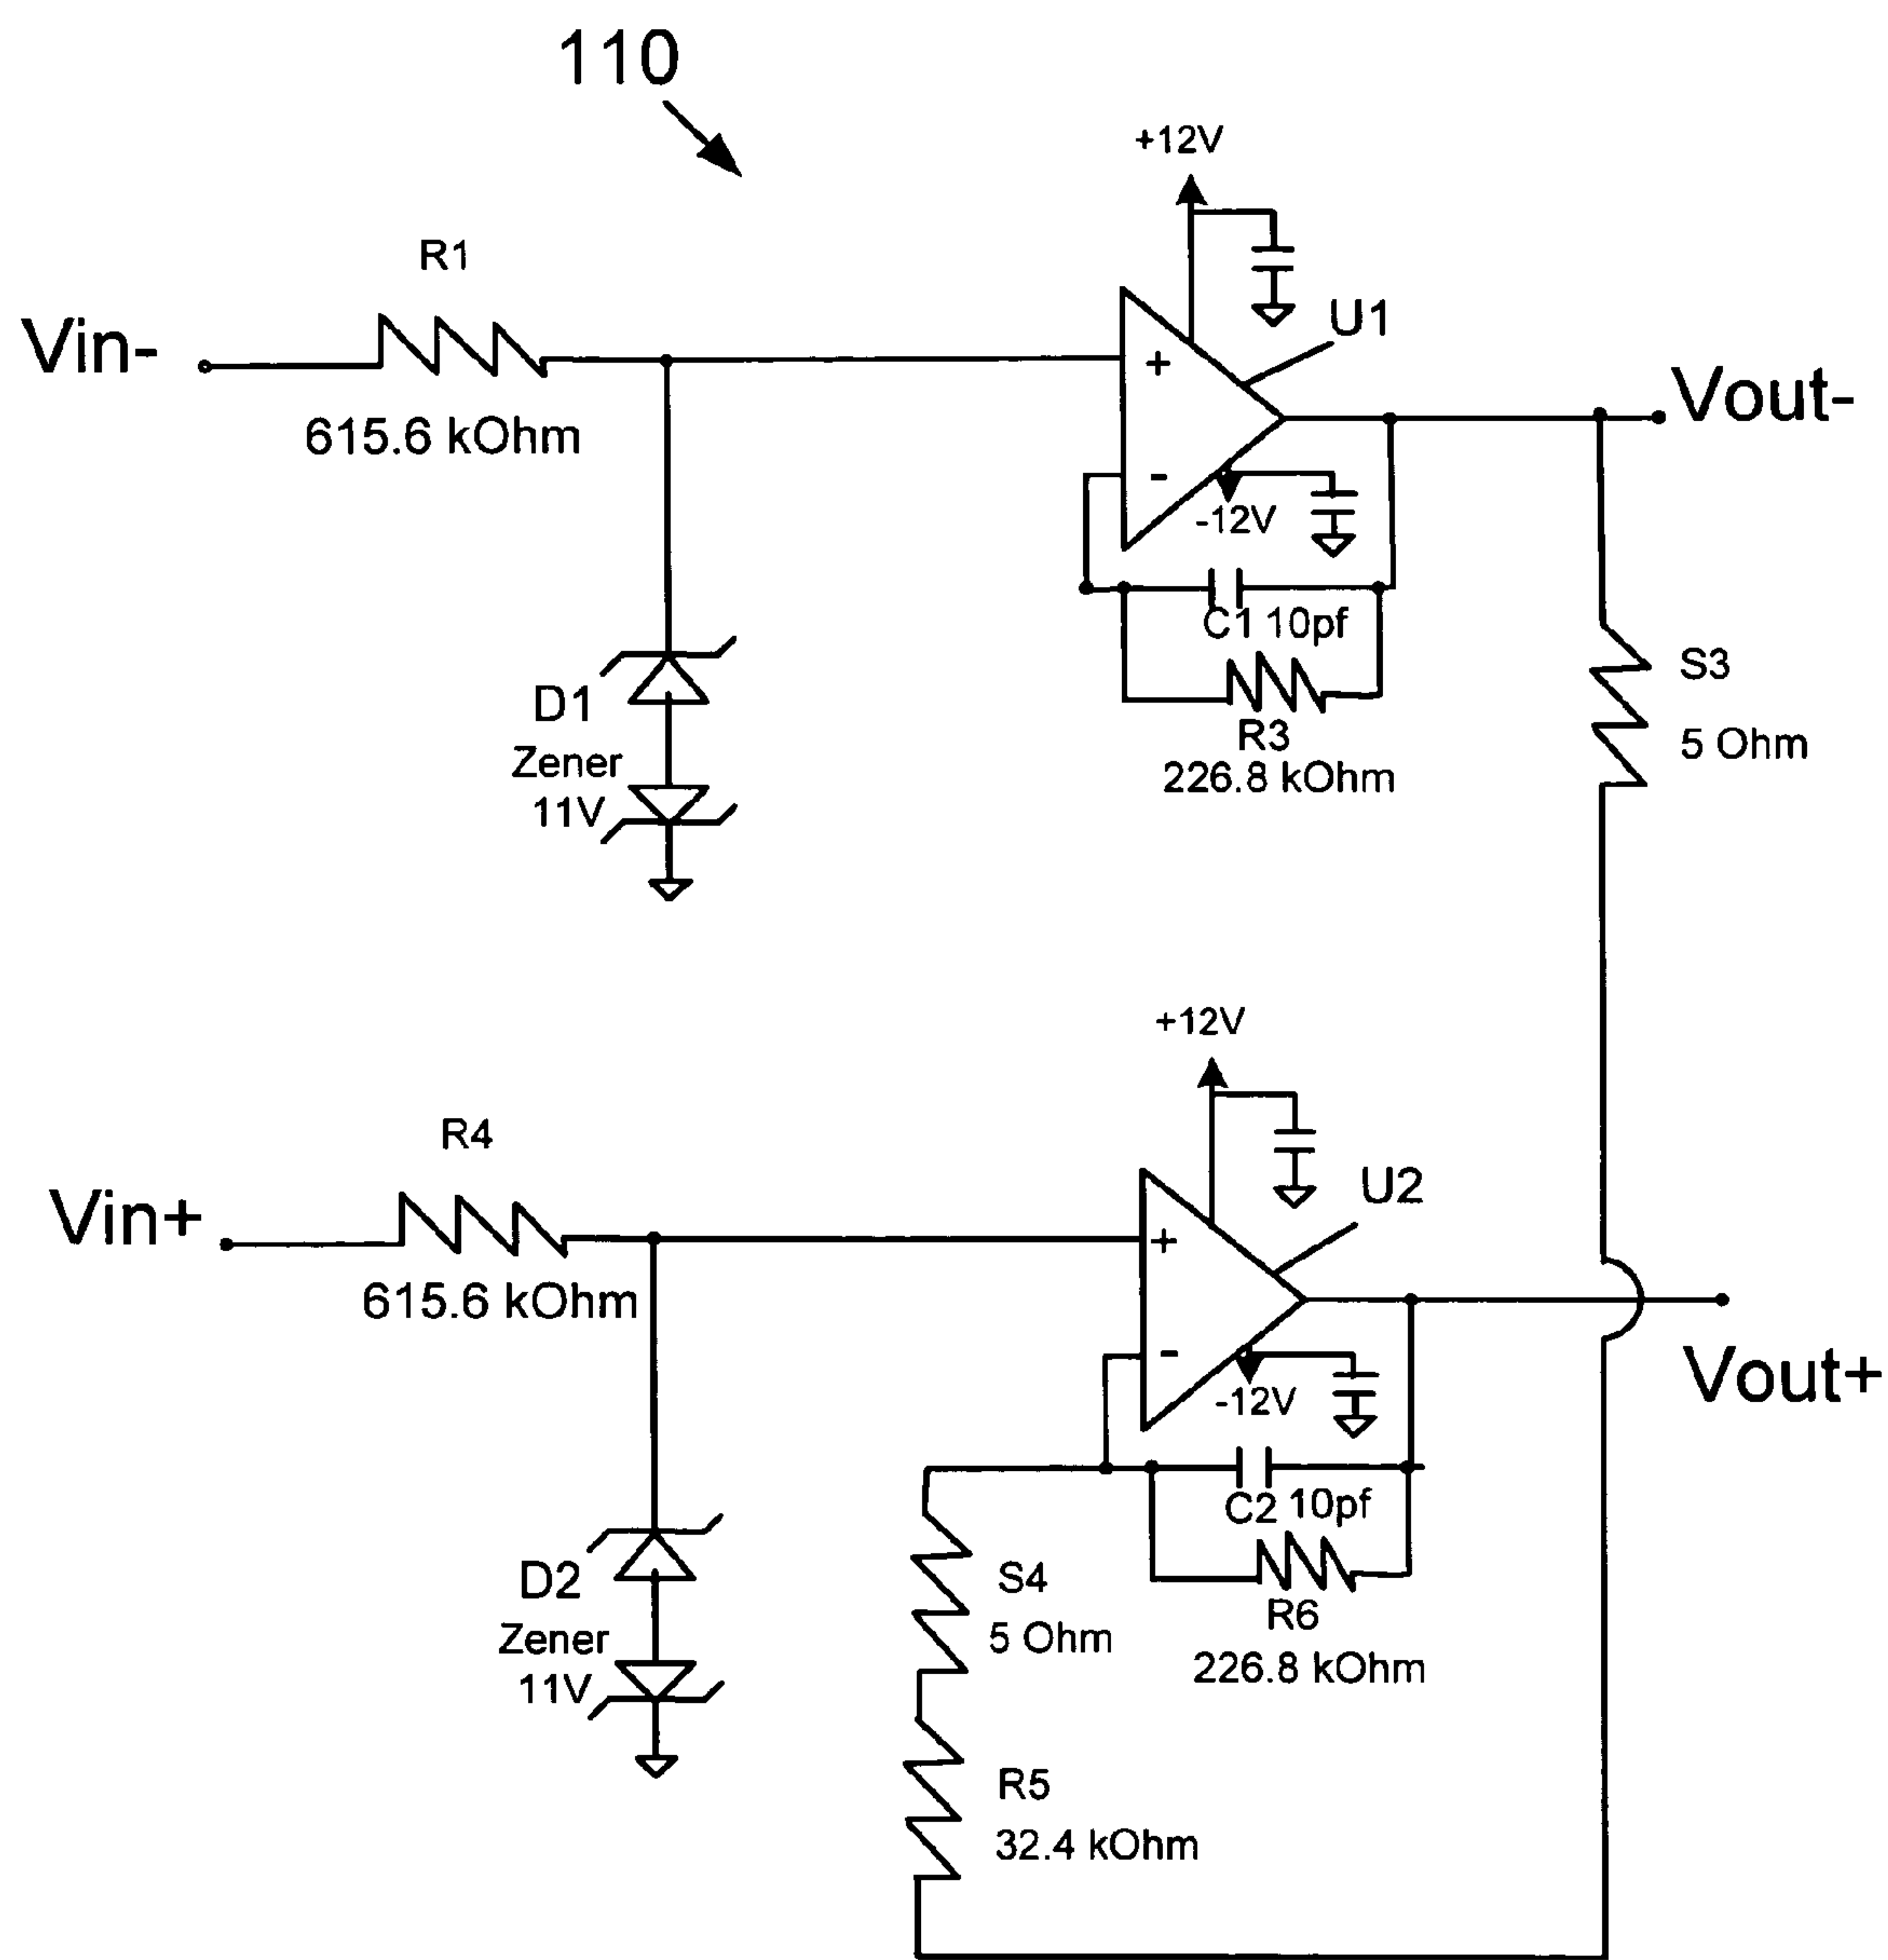 110
+12V
R1
U1
Vin-
+
Vout-
615.6 kOhm
-
-12V
C1 10pf
S3
D1
R3
5 Ohm
Zener
226.8 kOhm
11V
+12V
R4
U2
Vin+
+
615.6 kOhm
-
Vout+
-12V
C2 10pf
D2
S4
R6
Zener
5 Ohm
226.8 kOhm
11V
R5
32.4 kOhm